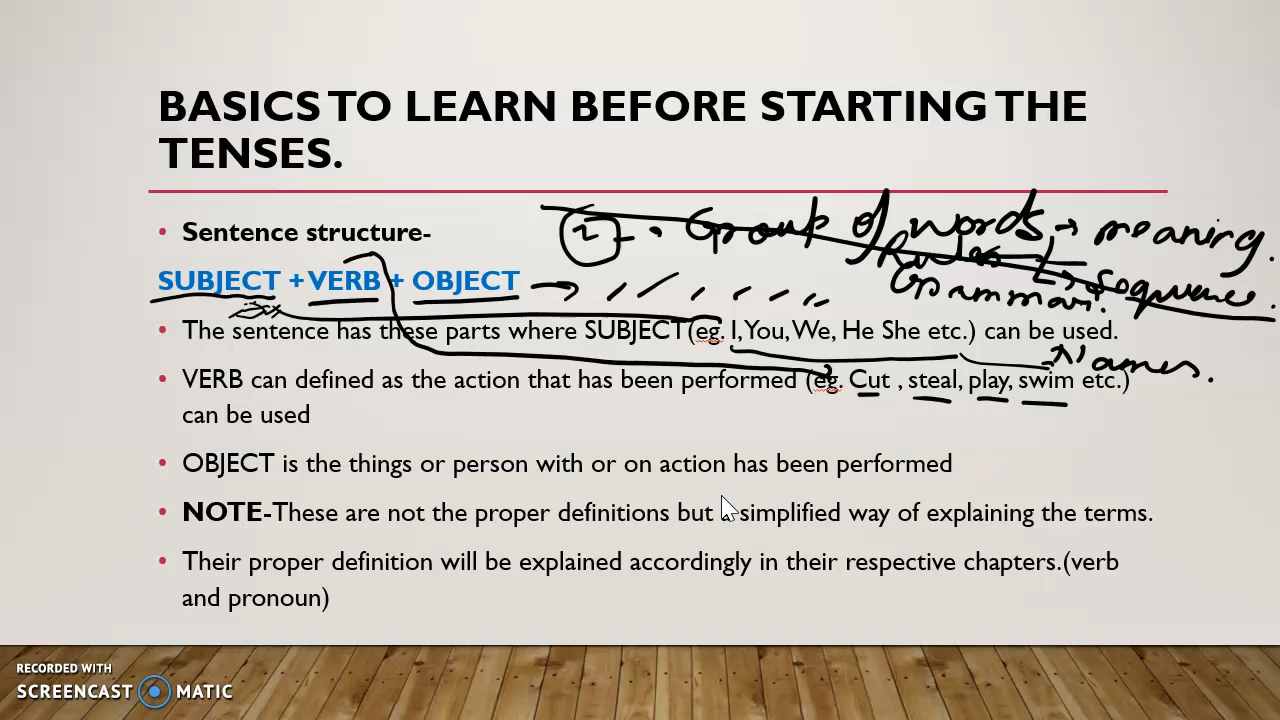 BASICS TO LEARN BEFORE STARTING THE
TENSES.
• Sentence structure-
2 - • Group of words → meaning.
Rules
SUBJECT + VERB + OBJECT
→ Sequence.
Grammar.
• The sentence has these parts where SUBJECT(eg. I,You,We, He She etc.) can be used.
Names.
• VERB can defined as the action that has been performed (eg. Cut , steal, play, swim etc.)
can be used
• OBJECT is the things or person with or on action has been performed
• NOTE-These are not the proper definitions but a simplified way of explaining the terms.
• Their proper definition will be explained accordingly in their respective chapters.(verb
and pronoun)
RECORDED WITH
SCREENCAST MATIC